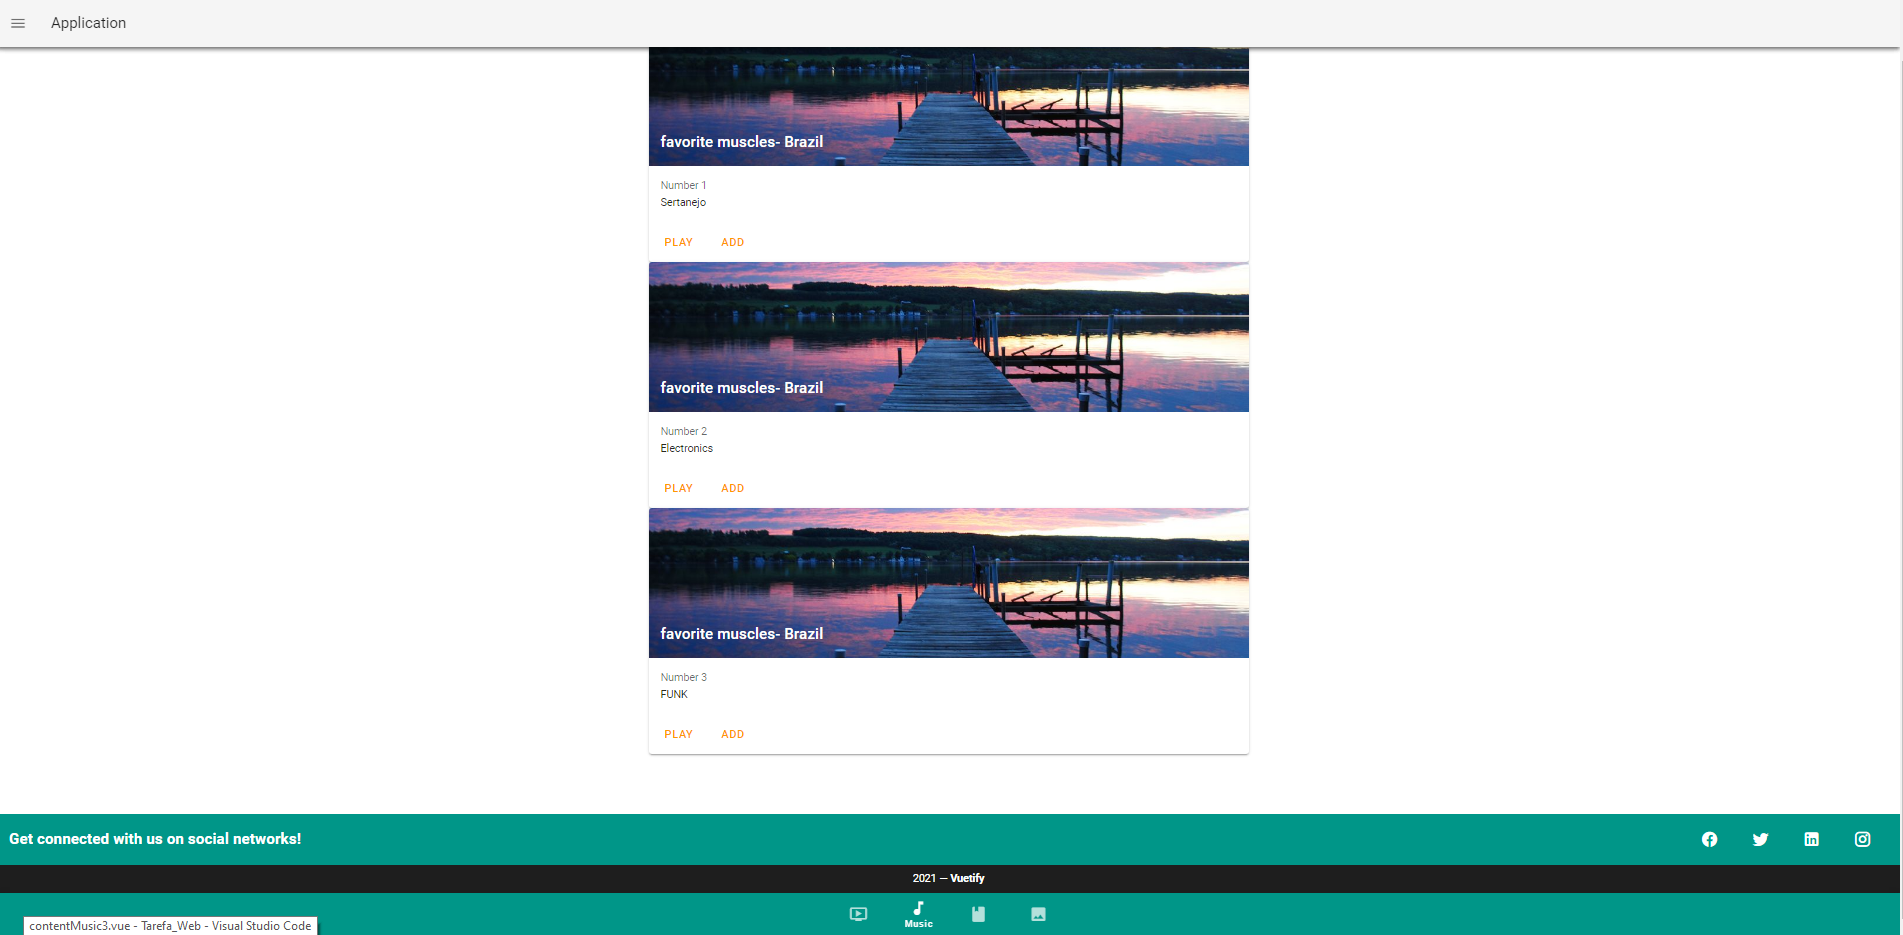 Application
favorite muscles- Brazil
Number 1
Sertanejo
PLAY ADD
favorite muscles- Brazil
Number 2
Electronics
PLAY ADD
favorite muscles- Brazil
Number 3
FUNK
PLAY ADD
Get connected with us on social networks!
2021 — Vuetify
Music
contentMusic3.vue - Tarefa_Web - Visual Studio Code